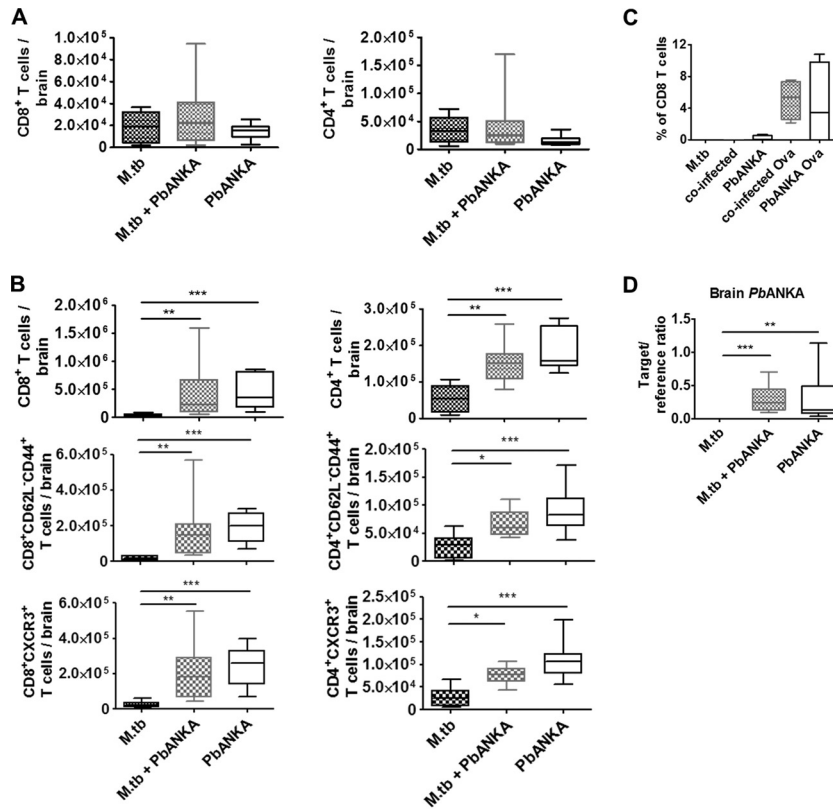 A
CD8⁺ T cells /
brain
1.0×10⁵
8.0×10⁴
6.0×10⁴
4.0×10⁴
2.0×10⁴
0
M.tb
M.tb + PbANKA
PbANKA
CD4⁺ T cells /
brain
2.0×10⁵
1.5×10⁵
1.0×10⁵
5.0×10⁴
0
M.tb
M.tb + PbANKA
PbANKA
C
% of CD8 T cells
12
8
4
0
M.tb
co-infected
PbANKA
co-infected Ova
PbANKA Ova
B
CD8⁺ T cells /
brain
2.0×10⁶
1.5×10⁶
1.0×10⁶
5.0×10⁵
0
***
**
CD4⁺ T cells /
brain
3.0×10⁵
2.0×10⁵
1.0×10⁵
0
***
**
CD8⁺CD62L⁻CD44⁺
T cells / brain
6.0×10⁵
4.0×10⁵
2.0×10⁵
0
***
**
CD4⁺CD62L⁻CD44⁺
T cells / brain
2.0×10⁵
1.5×10⁵
1.0×10⁵
5.0×10⁴
0
***
*
CD8⁺CXCR3⁺
T cells / brain
6.0×10⁵
4.0×10⁵
2.0×10⁵
0
***
**
M.tb
M.tb + PbANKA
PbANKA
CD4⁺CXCR3⁺
T cells / brain
2.5×10⁵
2.0×10⁵
1.5×10⁵
1.0×10⁵
5.0×10⁴
0
***
*
M.tb
M.tb + PbANKA
PbANKA
D
Brain PbANKA
Target/
reference ratio
1.5
1.0
0.5
0.0
**
***
M.tb
M.tb + PbANKA
PbANKA